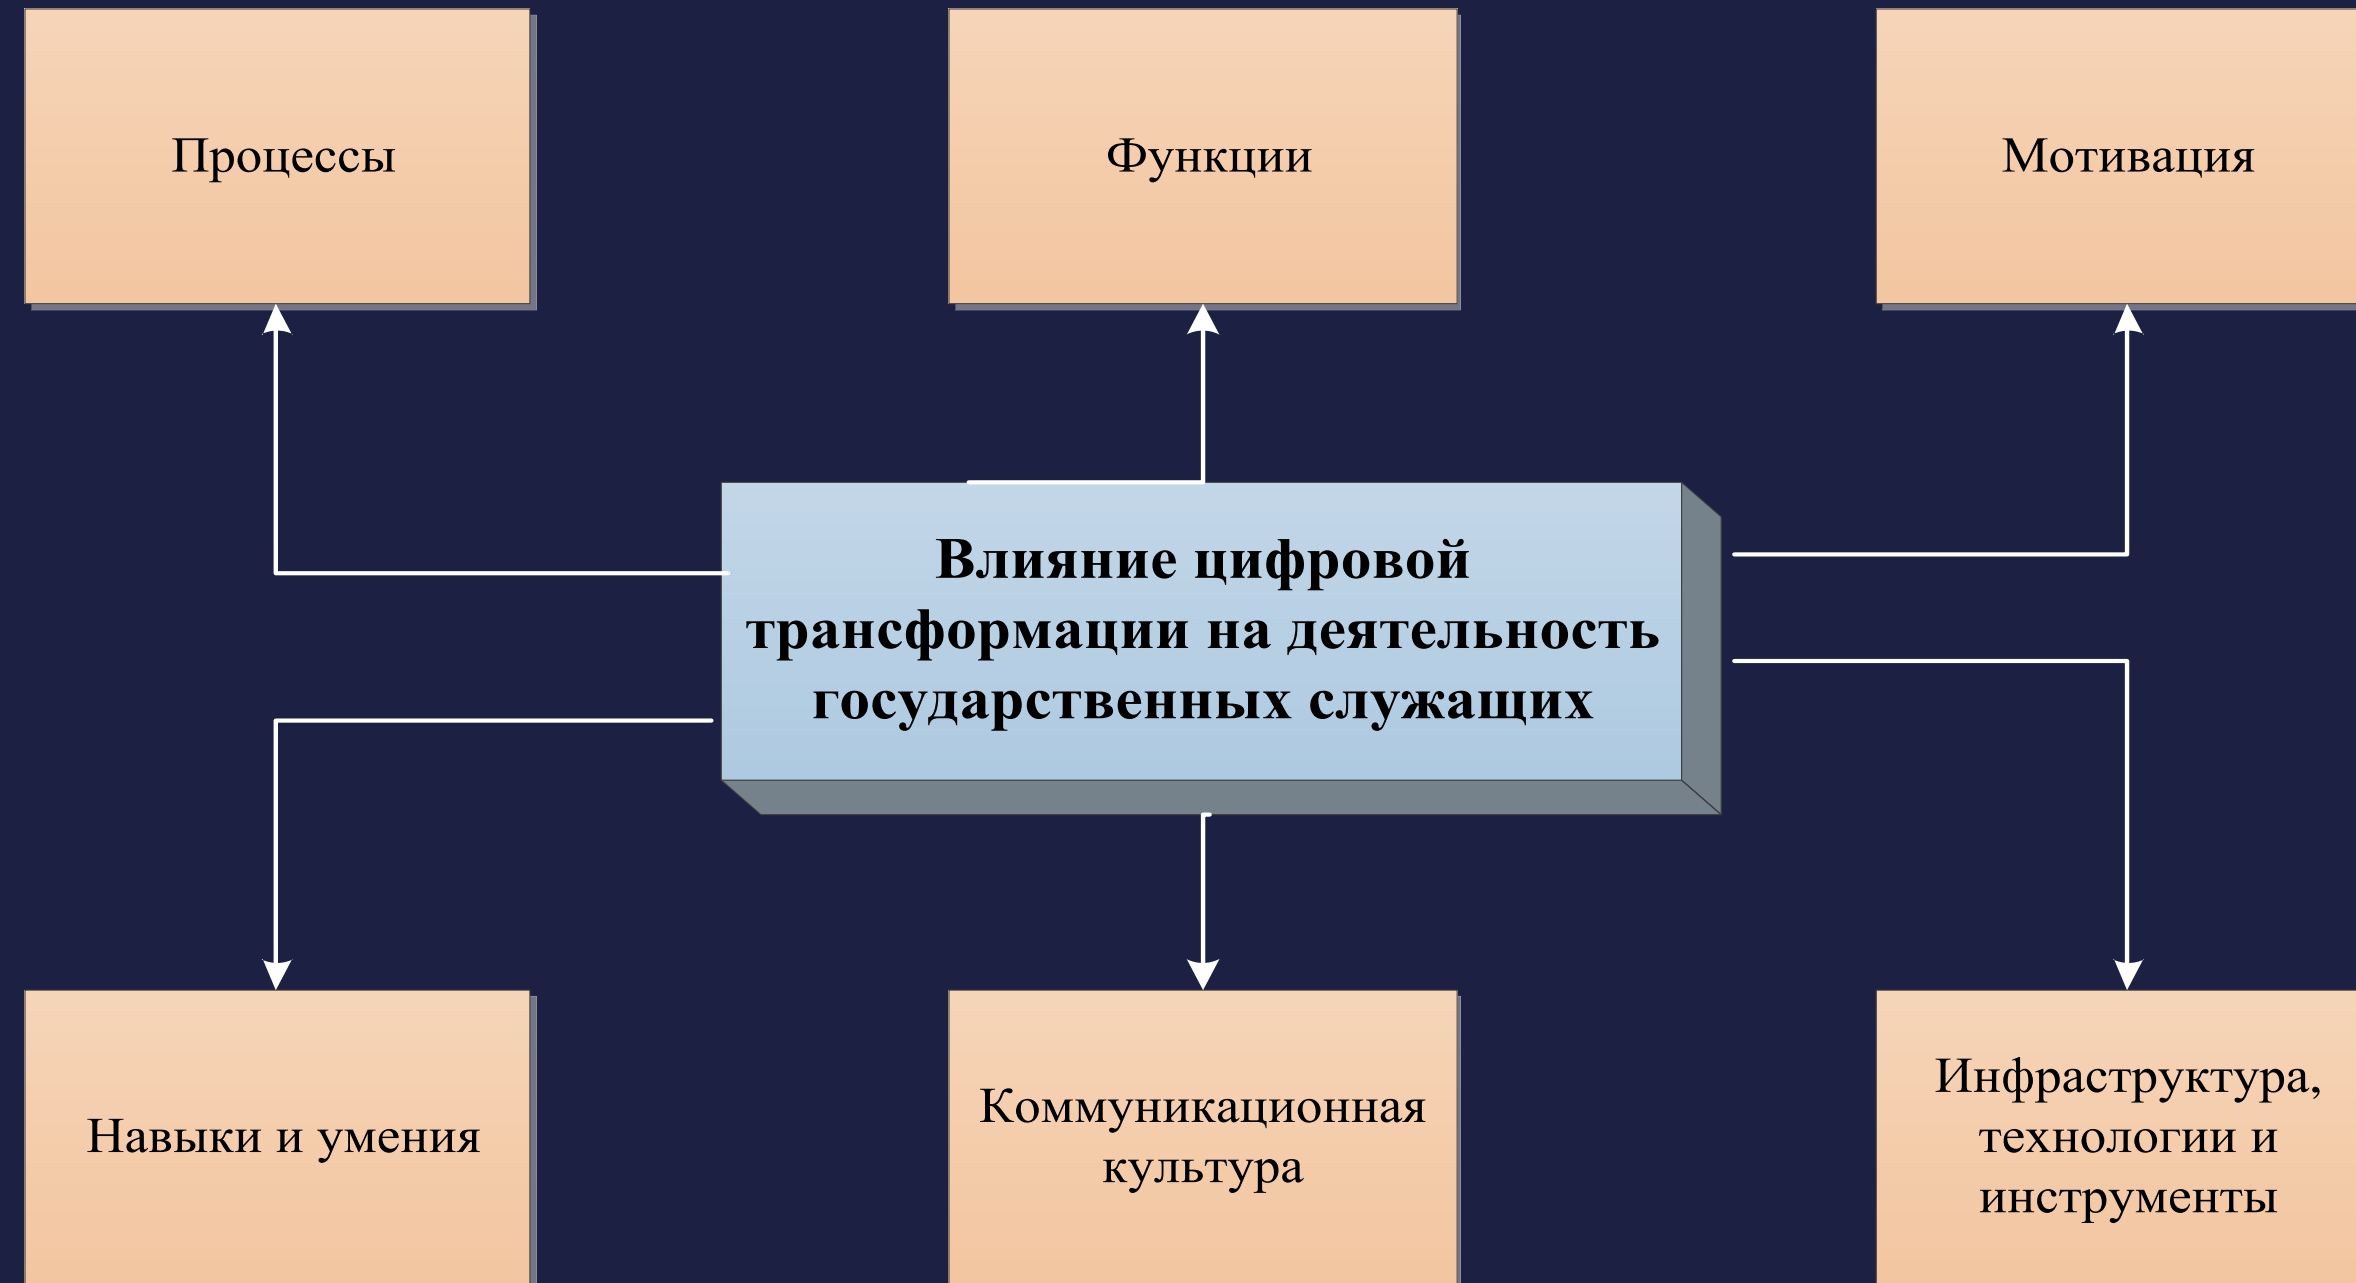 Процессы
Функции
Мотивация
Влияние цифровой
трансформации на деятельность
государственных служащих
Навыки и умения
Коммуникационная
культура
Инфраструктура,
технологии и
инструменты